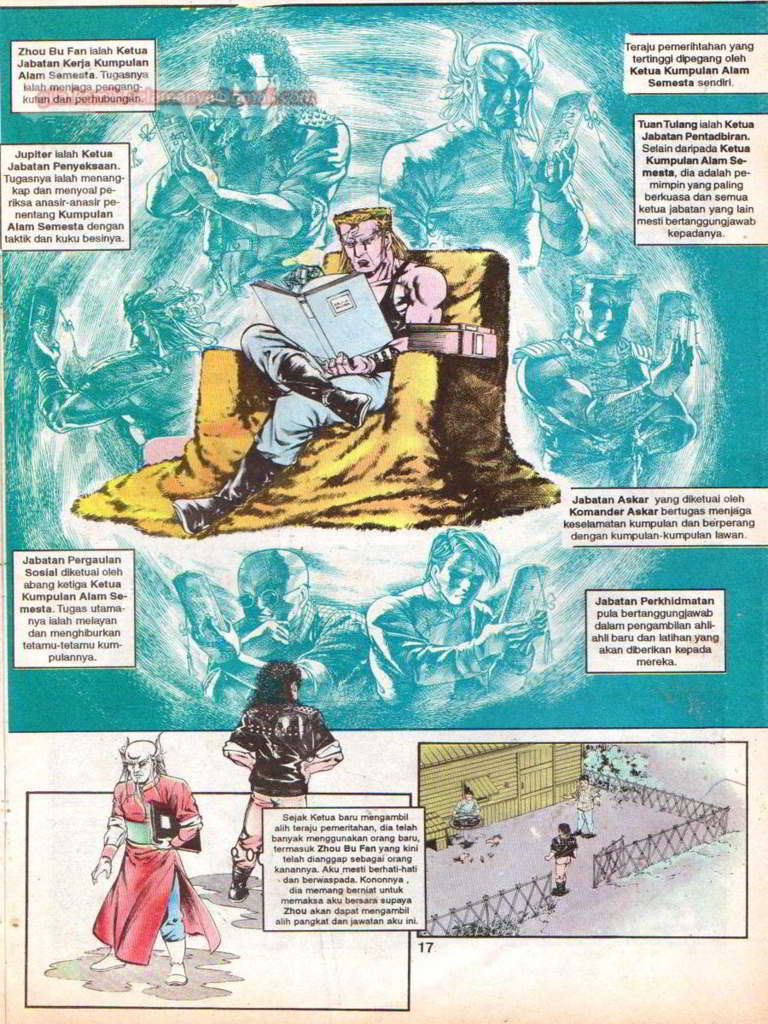 Zhou Bu Fan ialah Ketua
Jabatan Kerja Kumpulan
Alam Semesta. Tugasnya
ialah menjaga pengang-
kutan dan perhubungan.
Teraju pemerihtahan yang
tertinggi dipegang oleh
Ketua Kumpulan Alam
Semesta sendiri.
Jupiter ialah Ketua
Jabatan Penyeksaan.
Tugasnya ialah menang-
kap dan menyoal pe-
riksa anasir-anasir pe-
nentang Kumpulan
Alam Semesta dengan
taktik dan kuku besinya.
Tuan Tulang ialah Ketua
Jabatan Pentadbiran.
Selain daripada Ketua
Kumpulan Alam Se-
mesta, dia adalah pe-
mimpin yang paling
berkuasa dan semua
ketua jabatan yang lain
mesti bertanggungjawab
kepadanya.
Jabatan Askar yang diketuai oleh
Komander Askar bertugas menjaga
keselamatan kumpulan dan berperang
dengan kumpulan-kumpulan lawan.
Jabatan Pergaulan
Sosial diketuai oleh
abang ketiga Ketua
Kumpulan Alam Se-
mesta. Tugas utama-
nya ialah melayan
dan menghiburkan
tetamu-tetamu kum-
pulannya.
Jabatan Perkhidmatan
pula bertanggungjawab
dalam pengambilan ahli-
ahli baru dan latihan yang
akan diberikan kepada
mereka.
Sejak Ketua baru mengambil
alih teraju pemeritahan, dia telah
banyak menggunakan orang baru,
termasuk Zhou Bu Fan yang kini
telah dianggap sebagai orang
kanannya. Aku mesti berhati-hati
dan berwaspada. Kononnya ,
dia memang berniat untuk
memaksa aku bersara supaya
Zhou akan dapat mengambil
alih pangkat dan jawatan aku ini.
17